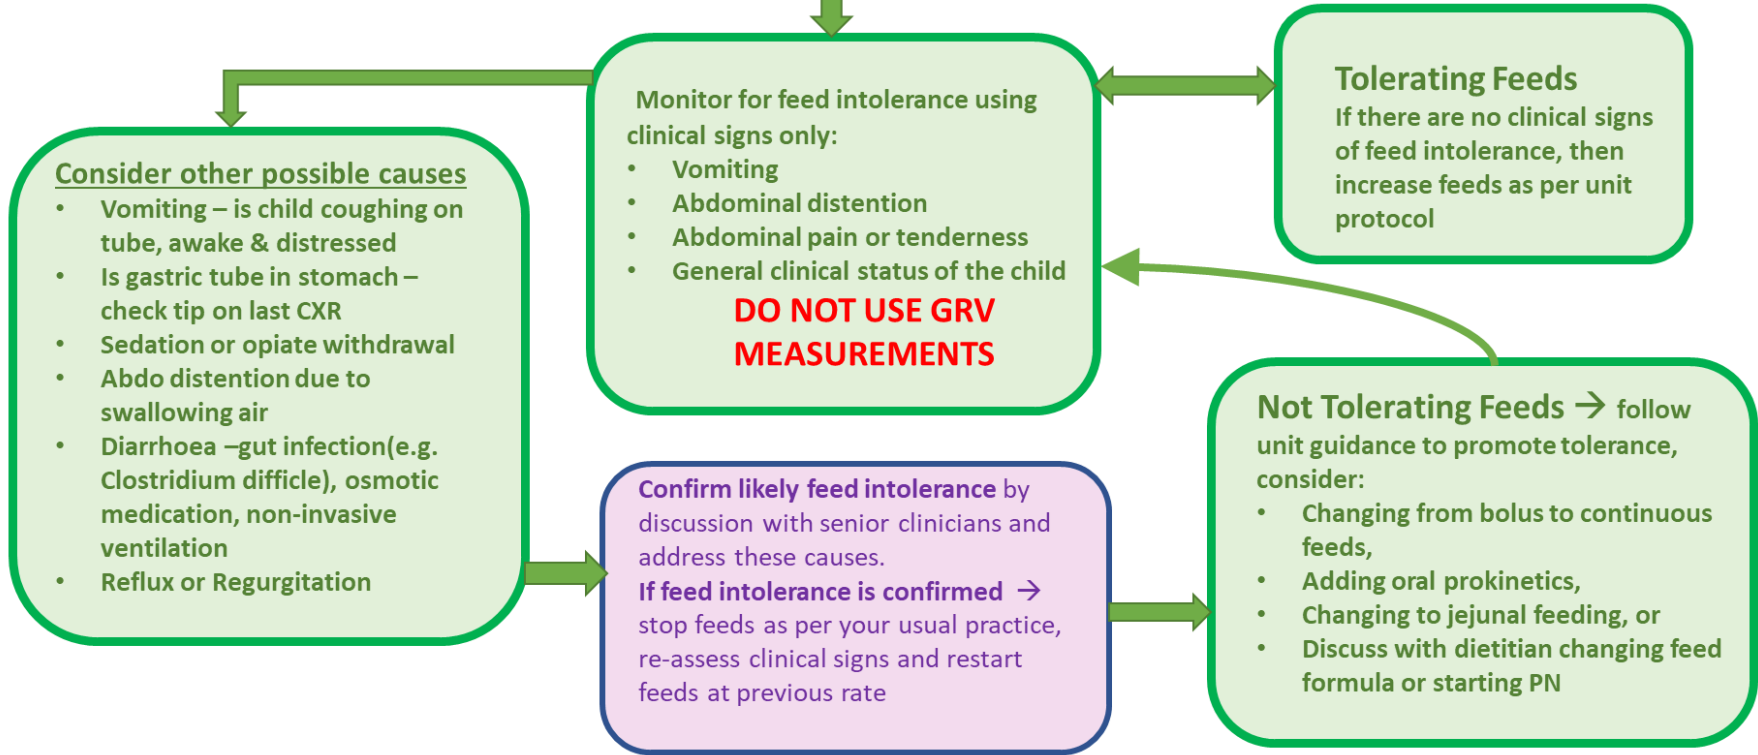 Monitor for feed intolerance using
clinical signs only:
• Vomiting
• Abdominal distention
• Abdominal pain or tenderness
• General clinical status of the child
DO NOT USE GRV
MEASUREMENTS
Tolerating Feeds
If there are no clinical signs
of feed intolerance, then
increase feeds as per unit
protocol
Consider other possible causes
• Vomiting – is child coughing on
tube, awake & distressed
• Is gastric tube in stomach –
check tip on last CXR
• Sedation or opiate withdrawal
• Abdo distention due to
swallowing air
• Diarrhoea –gut infection(e.g.
Clostridium difficle), osmotic
medication, non-invasive
ventilation
• Reflux or Regurgitation
Confirm likely feed intolerance by
discussion with senior clinicians and
address these causes.
If feed intolerance is confirmed →
stop feeds as per your usual practice,
re-assess clinical signs and restart
feeds at previous rate
Not Tolerating Feeds → follow
unit guidance to promote tolerance,
consider:
• Changing from bolus to continuous
feeds,
• Adding oral prokinetics,
• Changing to jejunal feeding, or
• Discuss with dietitian changing feed
formula or starting PN